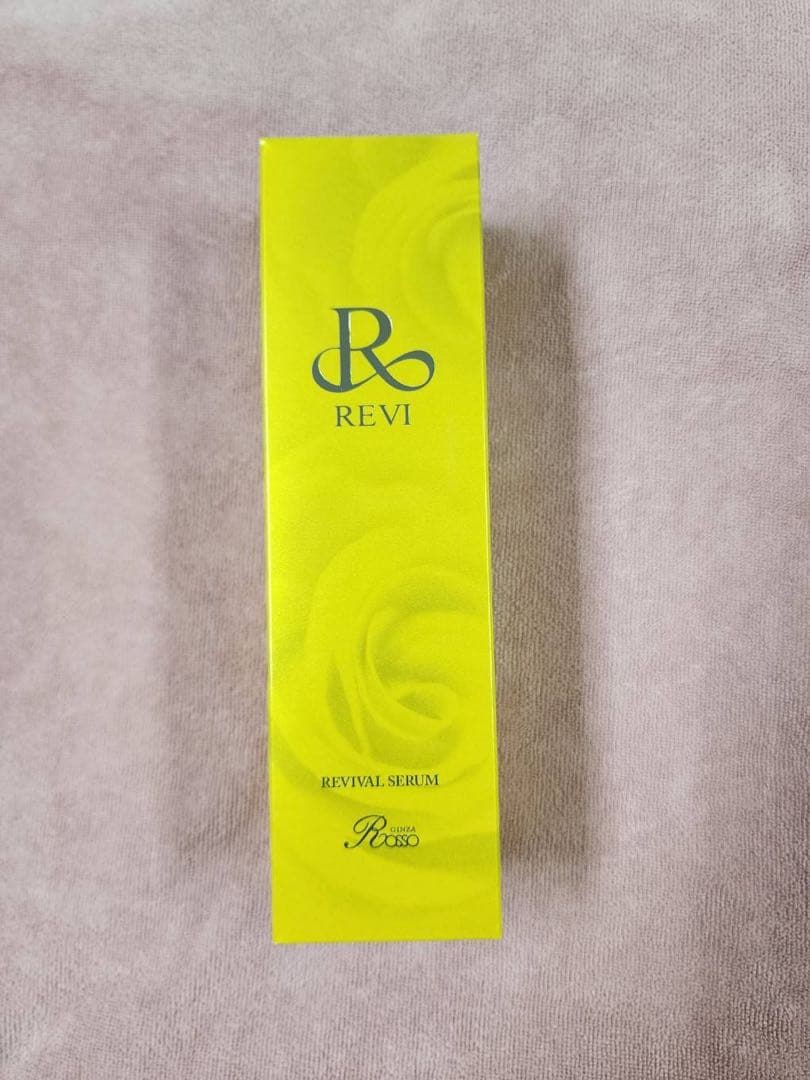 R
REVI
REVIVAL SERUM
GINZA
Rosso